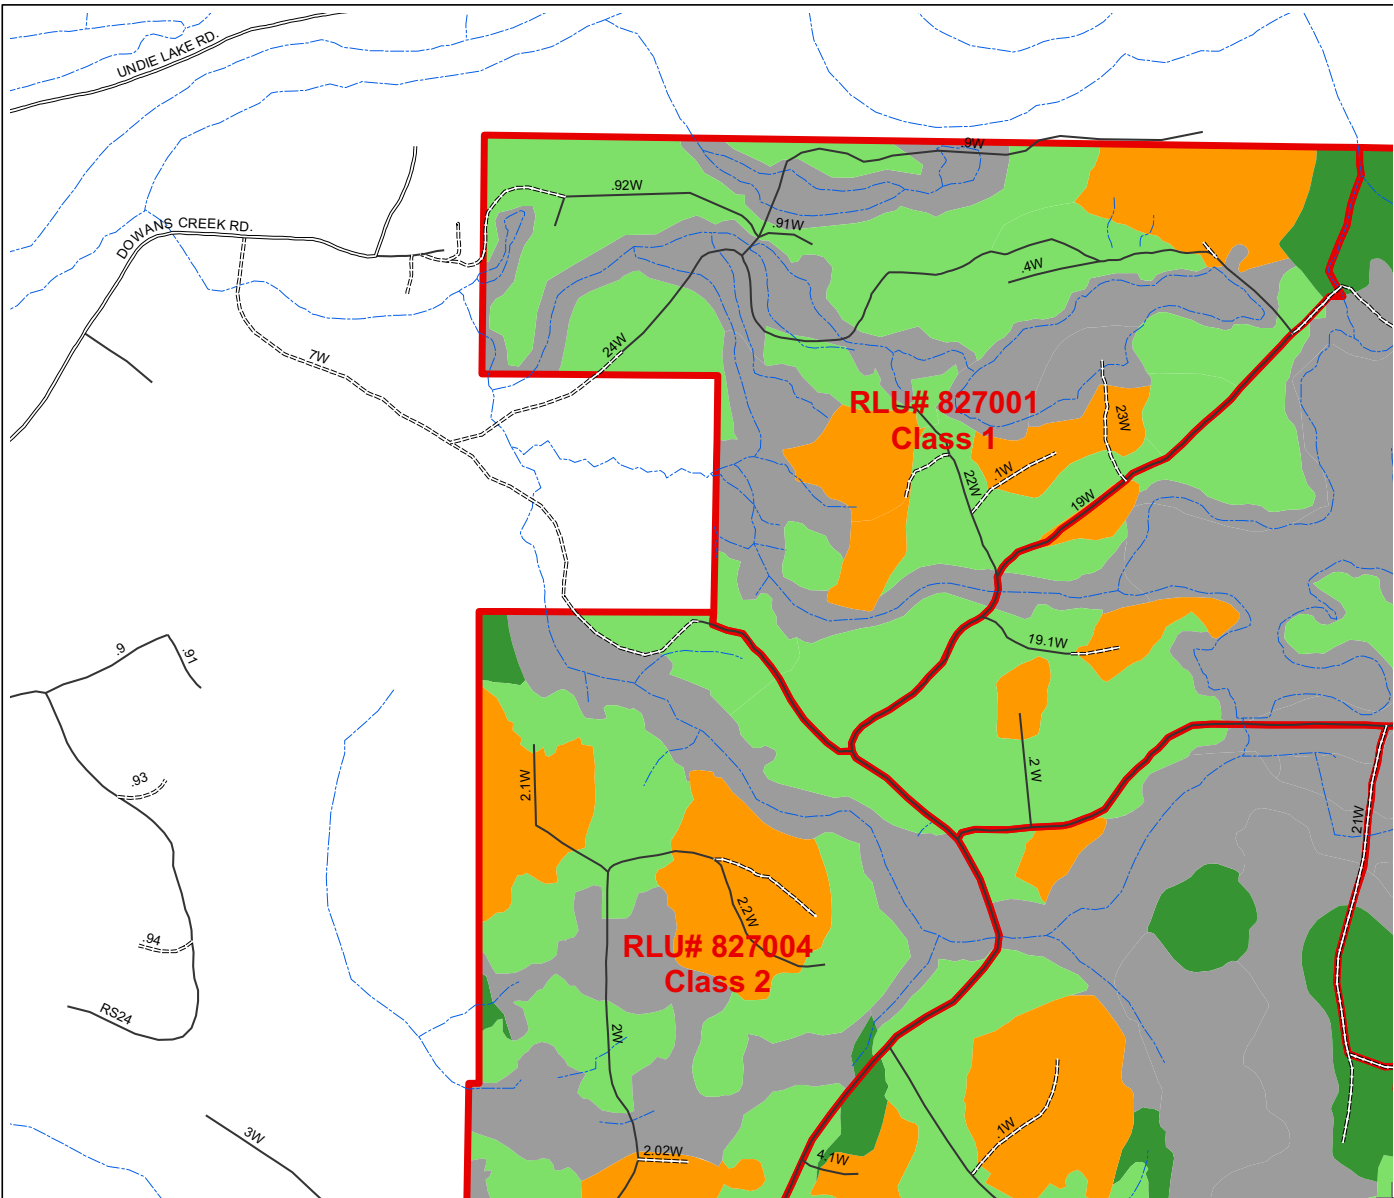 UNDIE LAKE RD.
.9W
.92W
DOWANS CREEK RD.
.91W
.4W
24W
7W
RLU# 827001
Class 1
23W
.1W
22W
19W
19.1W
.9
.91
2 W
.93
2.1W
21W
2.2W
.94
RLU# 827004
Class 2
RS24
2W
.1W
3W
2.02W
4.1W